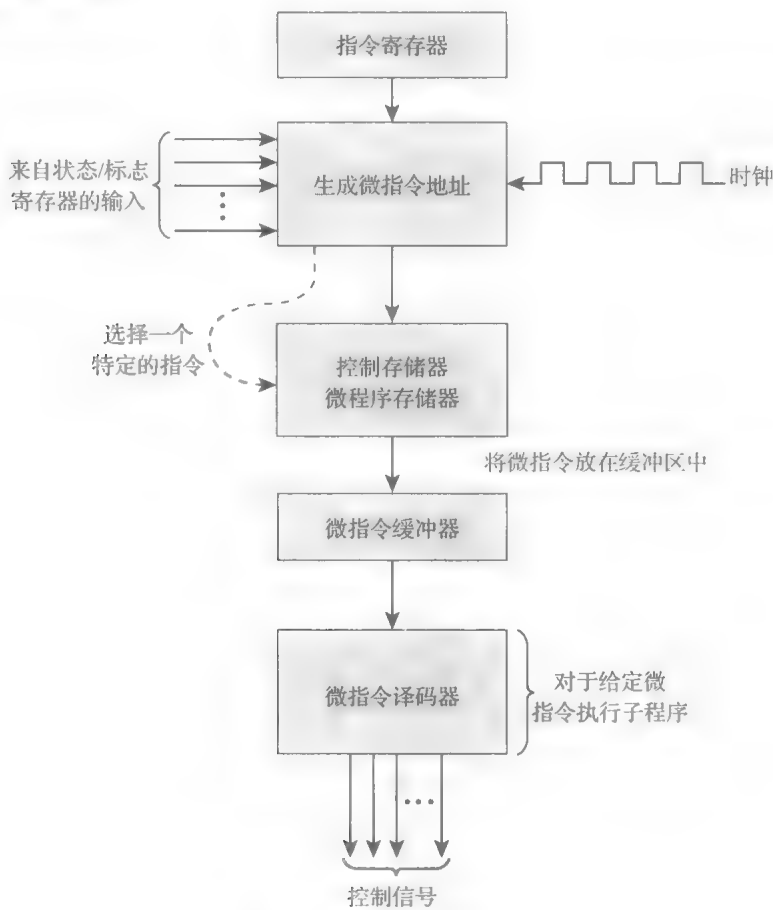 指令寄存器
来自状态/标志
寄存器的输入
生成微指令地址
时钟
选择一个
特定的指令
控制存储器
微程序存储器
将微指令放在缓冲区中
微指令缓冲器
微指令译码器
对于给定微
指令执行子程序
控制信号